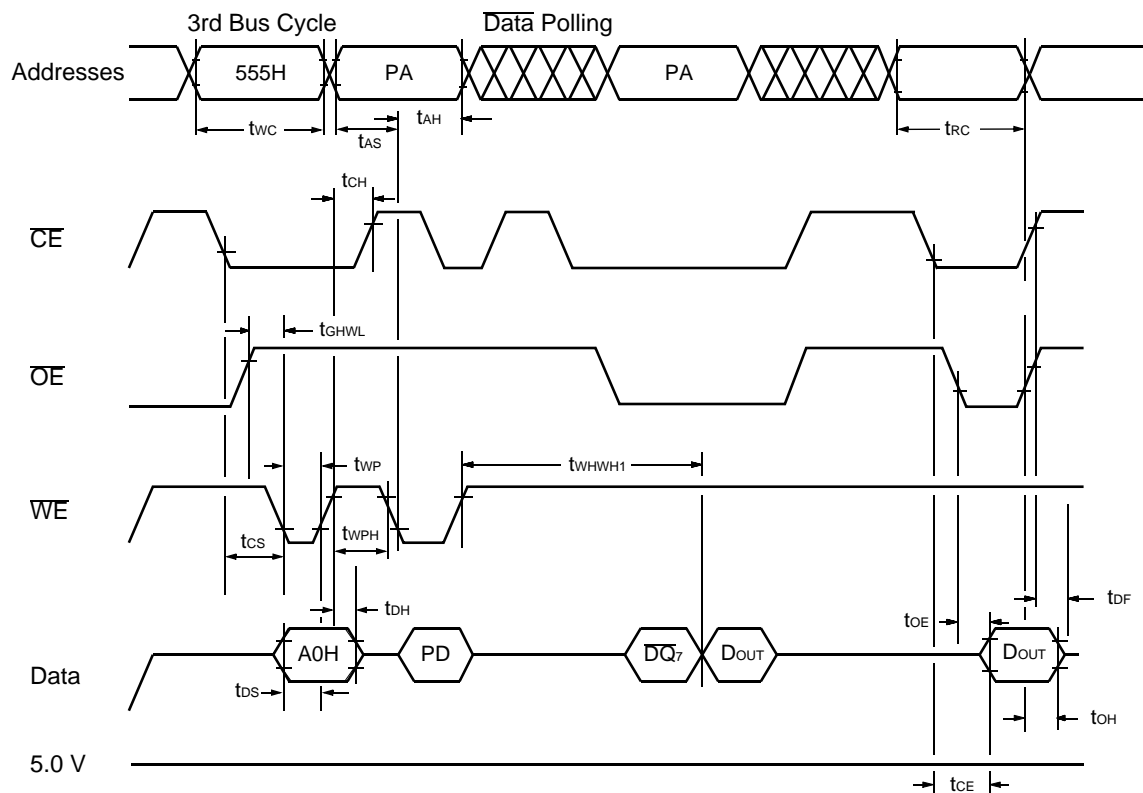 3rd Bus Cycle
Data Polling
Addresses
555H
PA
PA
tWC
tAS
tAH
tRC
tCH
CE
tGHWL
OE
tWP
tWHWH1
WE
tCS
tWPH
tDH
tOE
tDF
Data
A0H
PD
DQ7
DOUT
DOUT
tDS
tOH
5.0 V
tCE